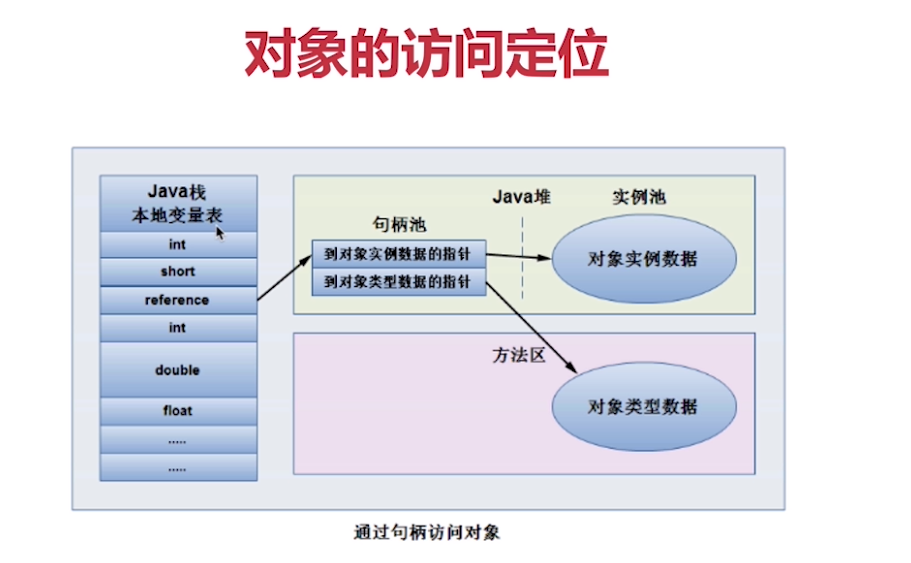 对象的访问定位
Java栈
本地变量表
int
short
reference
int
double
float
.....
.....
Java堆
实例池
句柄池
到对象实例数据的指针
到对象类型数据的指针
对象实例数据
方法区
对象类型数据
通过句柄访问对象